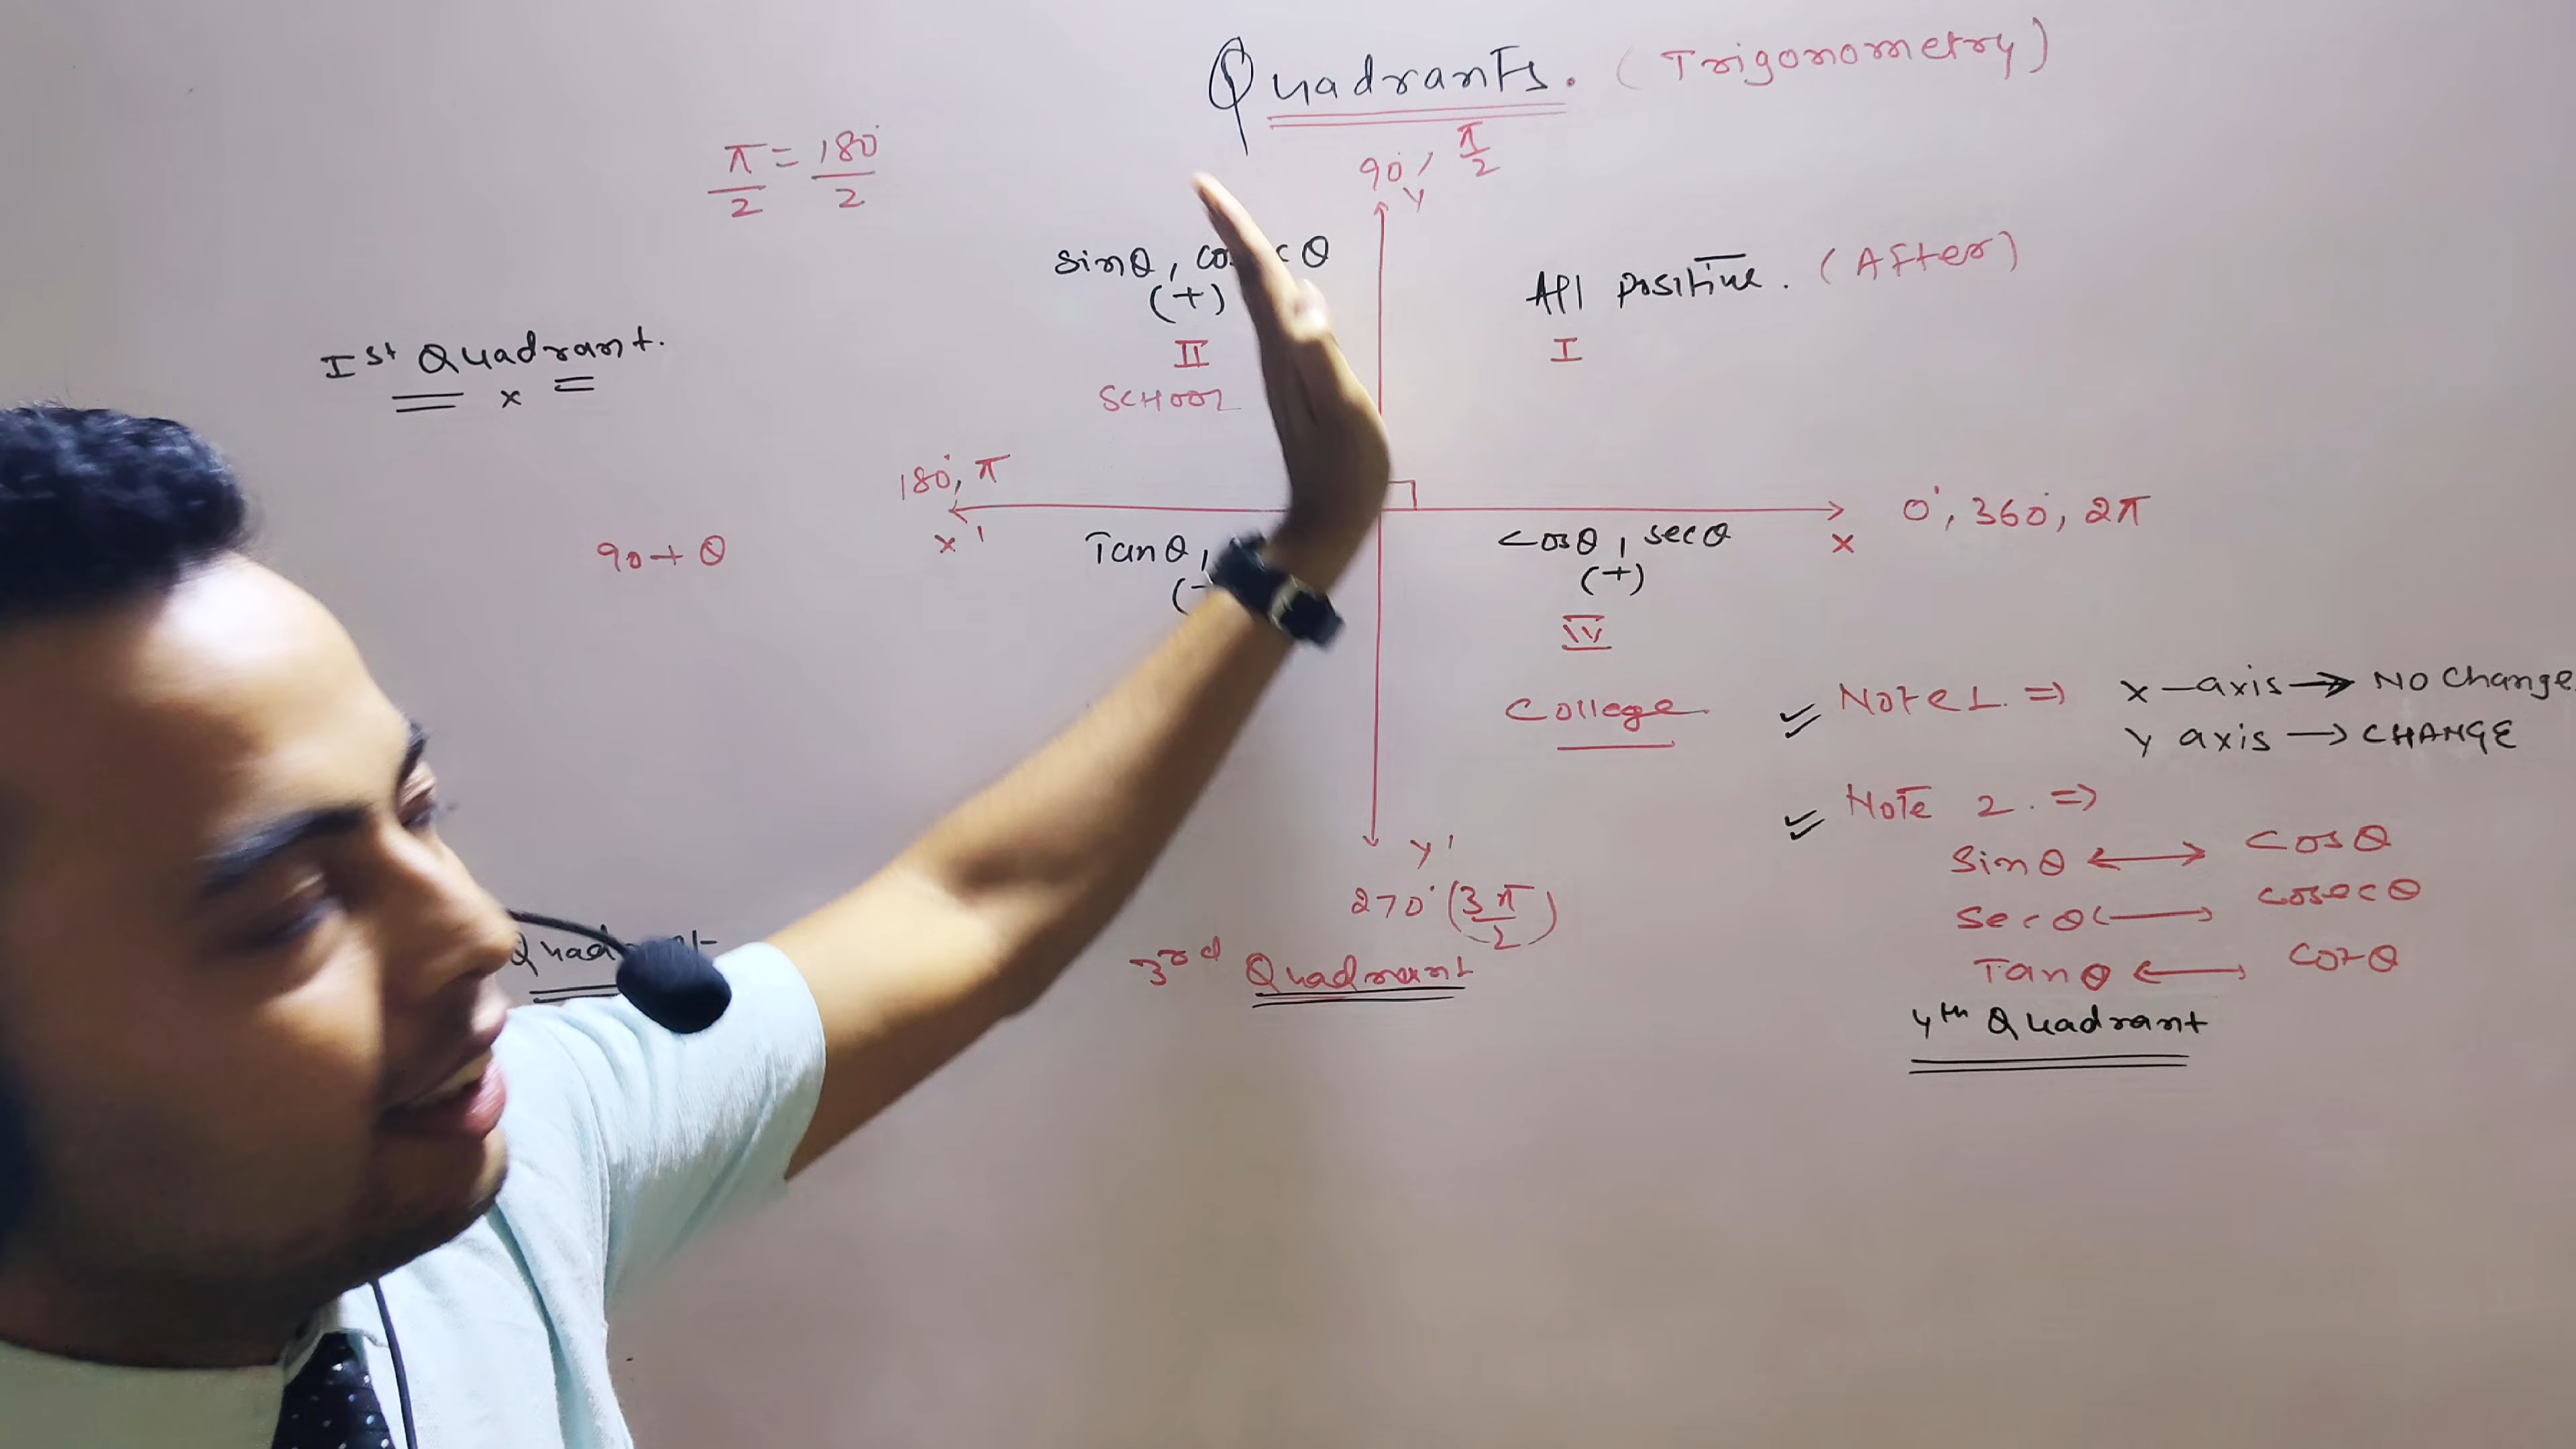 Quadrants. (Trigonometry)
π/2 = 180°/2
90°, π/2
Y
sinθ,
(+)
II
SCHOOL
All positive. (After)
I
Ist Quadrant.
x
180°, π
x'
0°, 360°, 2π
x
90 + θ
Tanθ,
cosθ, secθ
(+)
IV
College
Note 1. => x-axis → NO Change
Y axis → CHANGE
Note 2. =>
sinθ ↔ cosθ
secθ ↔ cosecθ
Tanθ ↔ cotθ
Y'
270° (3π/2)
3rd Quadrant
4th Quadrant